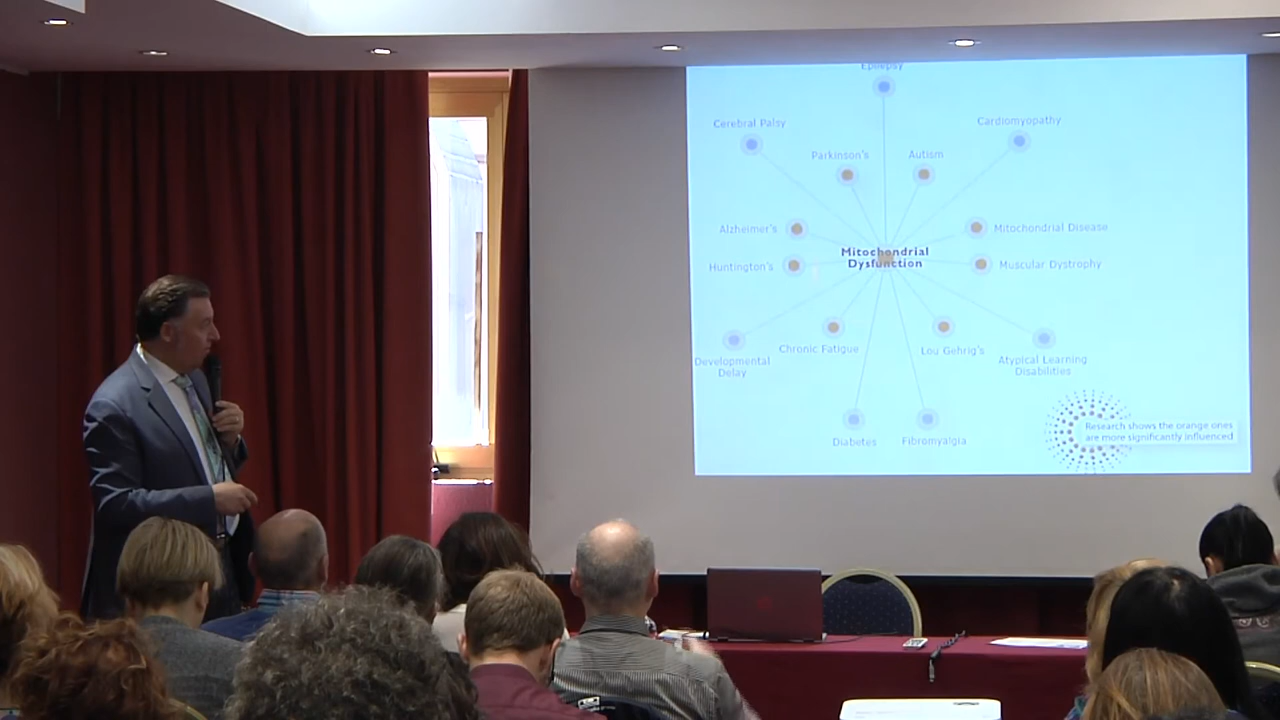 Epilepsy
Cerebral Palsy
Cardiomyopathy
Parkinson's
Autism
Alzheimer's
Mitochondrial Disease
Mitochondrial
Dysfunction
Huntington's
Muscular Dystrophy
Chronic Fatigue
Lou Gehrig's
Developmental
Delay
Atypical Learning
Disabilities
Diabetes
Fibromyalgia
Research shows the orange ones
are more significantly influenced